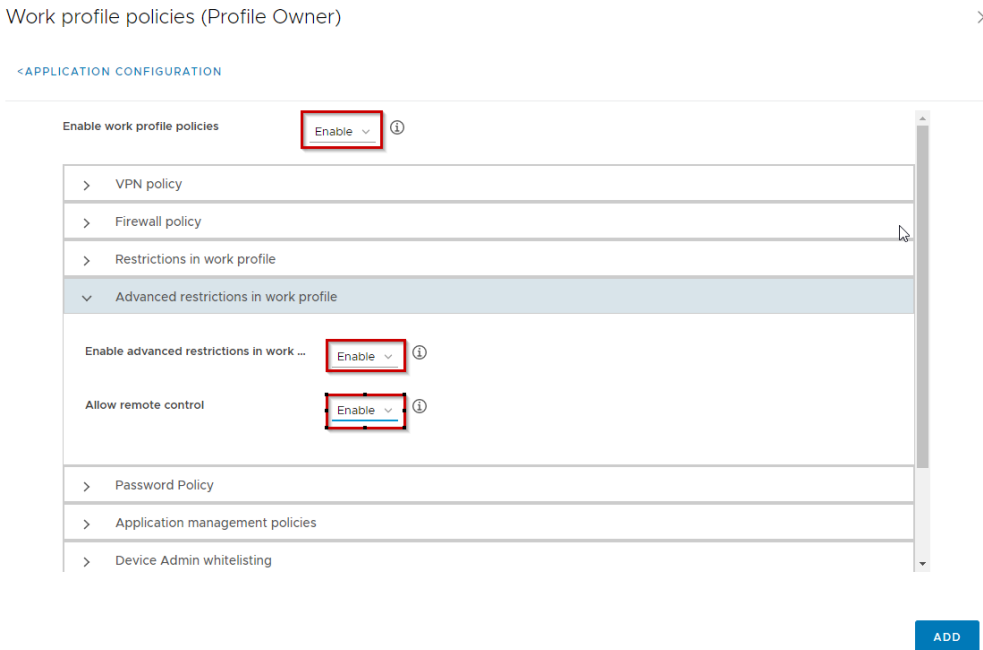 Work profile policies (Profile Owner)
<APPLICATION CONFIGURATION
Enable work profile policies Enable
VPN policy
Firewall policy
Restrictions in work profile
Advanced restrictions in work profile
Enable advanced restrictions in work ... Enable
Allow remote control Enable
Password Policy
Application management policies
Device Admin whitelisting
ADD